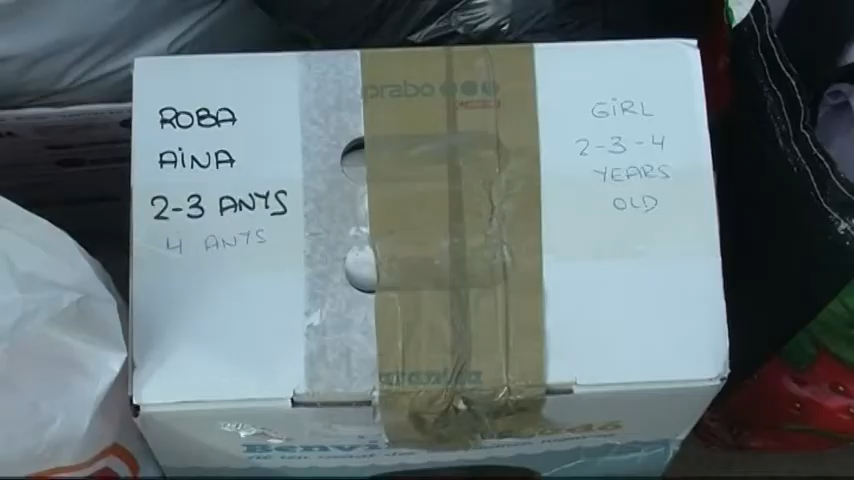 ROBA
AINA
2-3 ANYS
4 ANYS
prabo
GIRL
2-3-4
YEARS
OLD